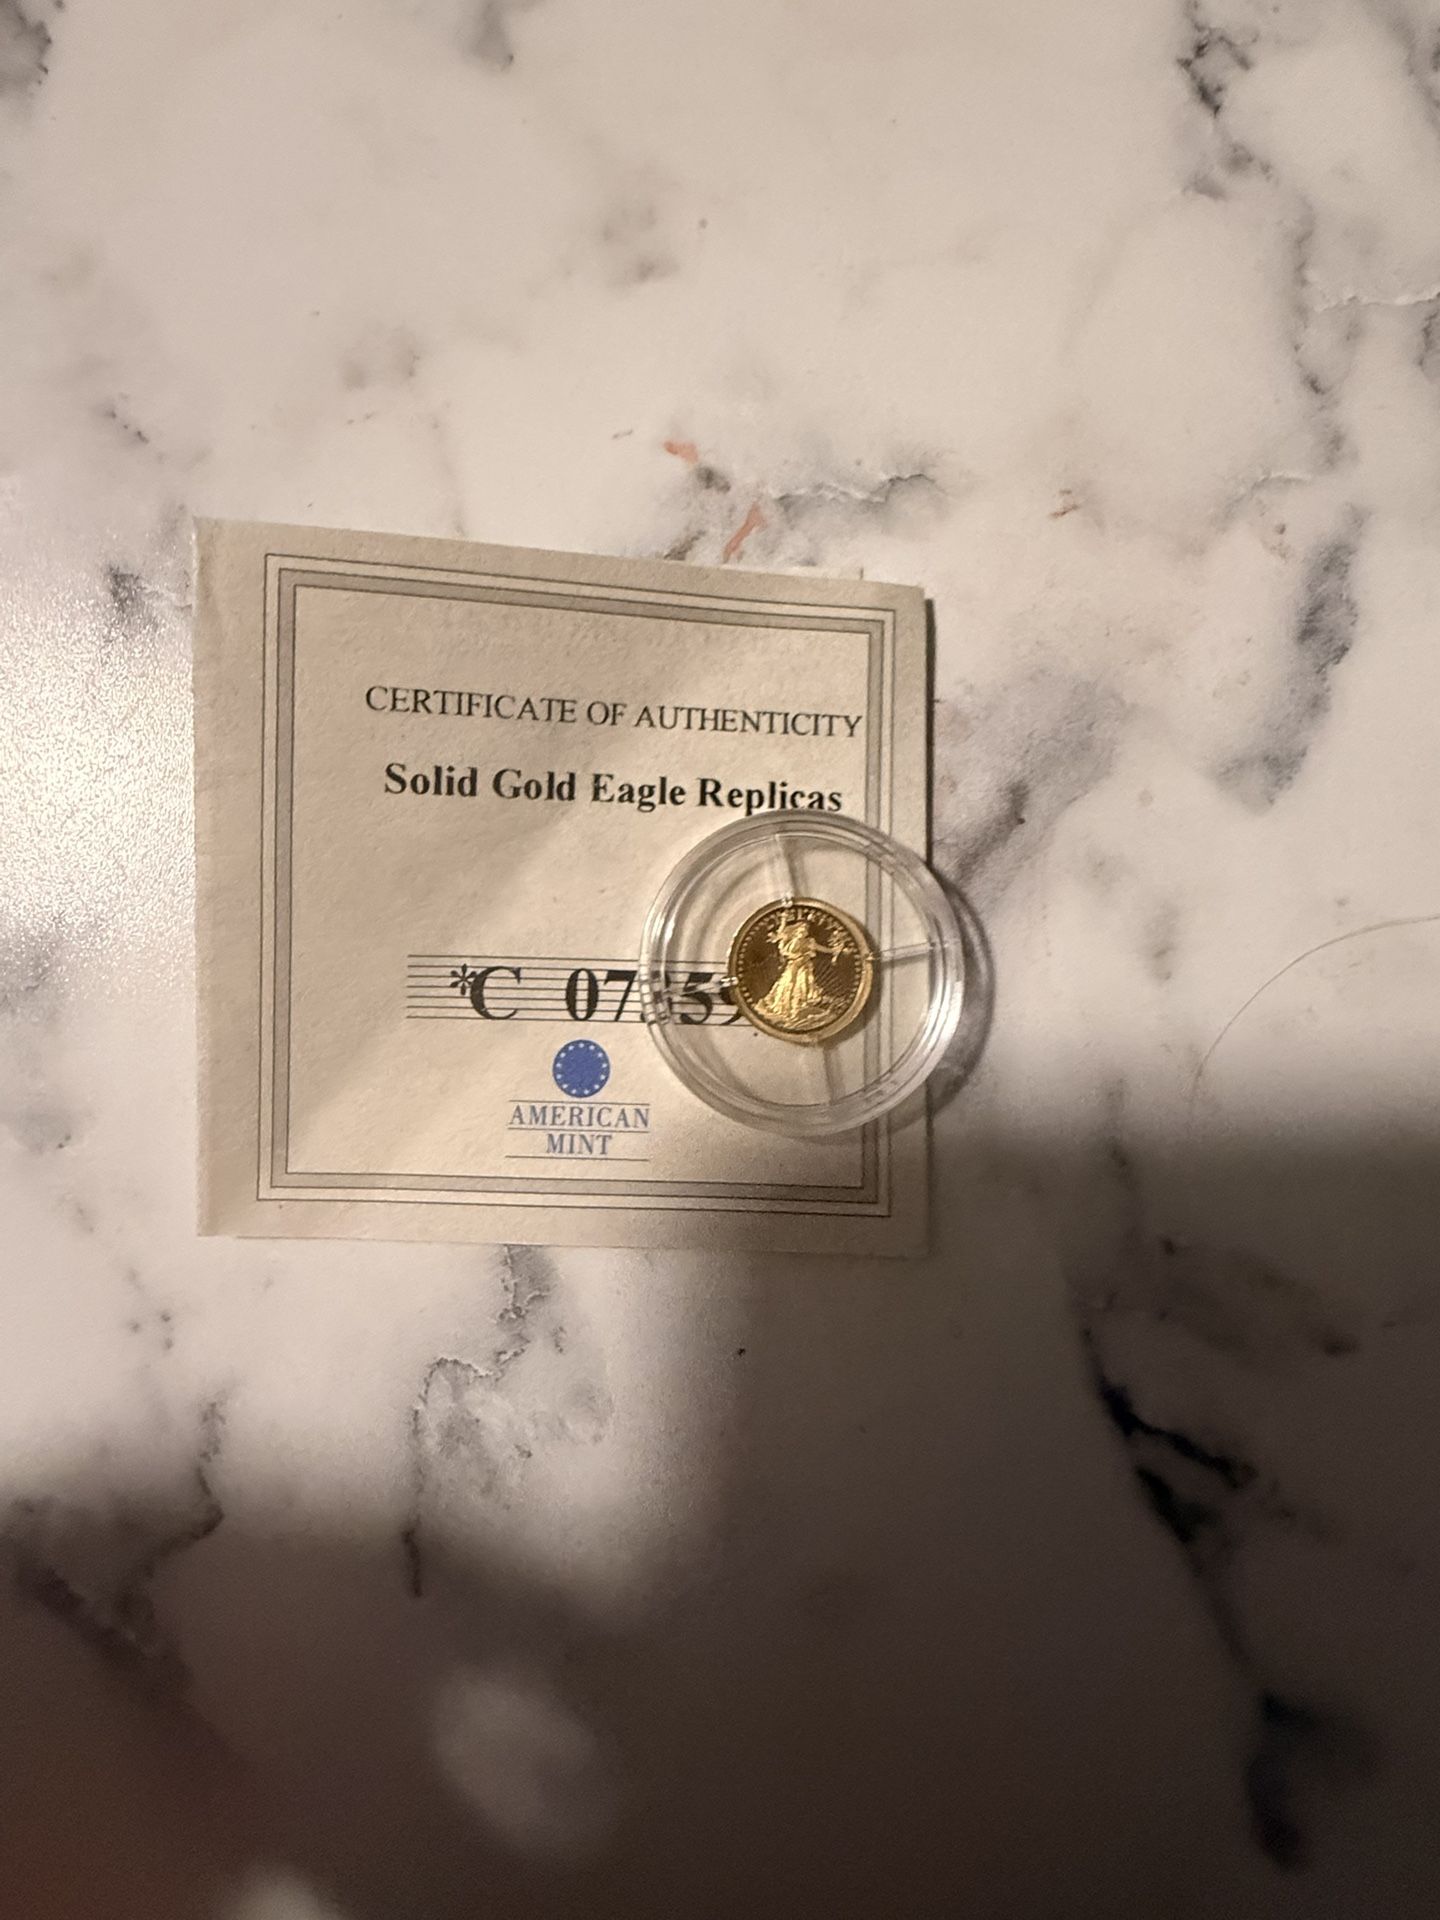 CERTIFICATE OF AUTHENTICITY
Solid Gold Eagle Replicas
*C
AMERICAN
MINT